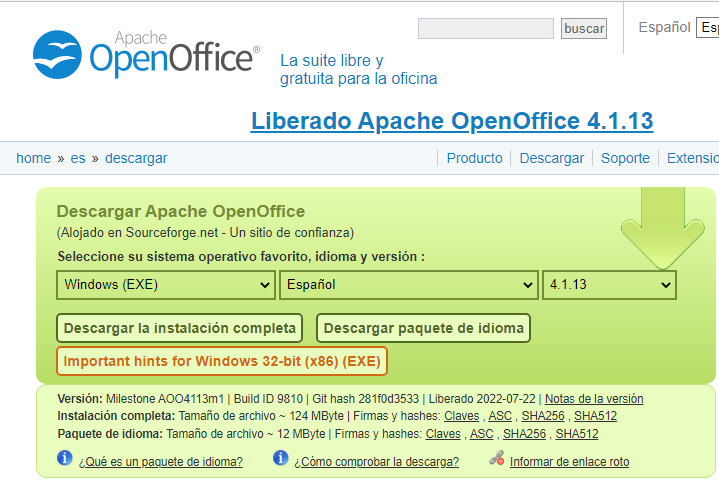 Apache
OpenOffice®
La suite libre y
gratuita para la oficina
buscar
Español
Liberado Apache OpenOffice 4.1.13
home » es » descargar
Producto | Descargar | Soporte | Extensio
Descargar Apache OpenOffice
(Alojado en Sourceforge.net - Un sitio de confianza)
Seleccione su sistema operativo favorito, idioma y versión :
Windows (EXE) Español 4.1.13
Descargar la instalación completa Descargar paquete de idioma
Important hints for Windows 32-bit (x86) (EXE)
Versión: Milestone AOO4113m1 | Build ID 9810 | Git hash 281f0d3533 | Liberado 2022-07-22 | Notas de la versión
Instalación completa: Tamaño de archivo ~ 124 MByte | Firmas y hashes: Claves , ASC , SHA256 , SHA512
Paquete de idioma: Tamaño de archivo ~ 12 MByte | Firmas y hashes: Claves , ASC , SHA256 , SHA512
¿Qué es un paquete de idioma? ¿Cómo comprobar la descarga? Informar de enlace roto